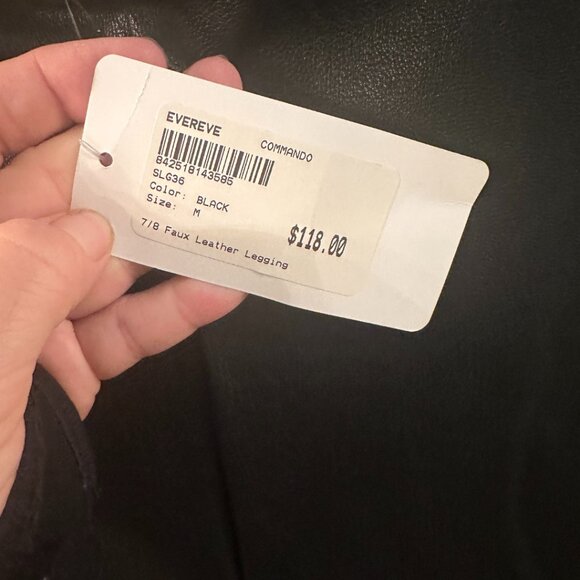 EVEREVE
COMMANDO
842518143585
SLG36
Color: BLACK
Size: M
$118.00
7/8 Faux Leather Legging